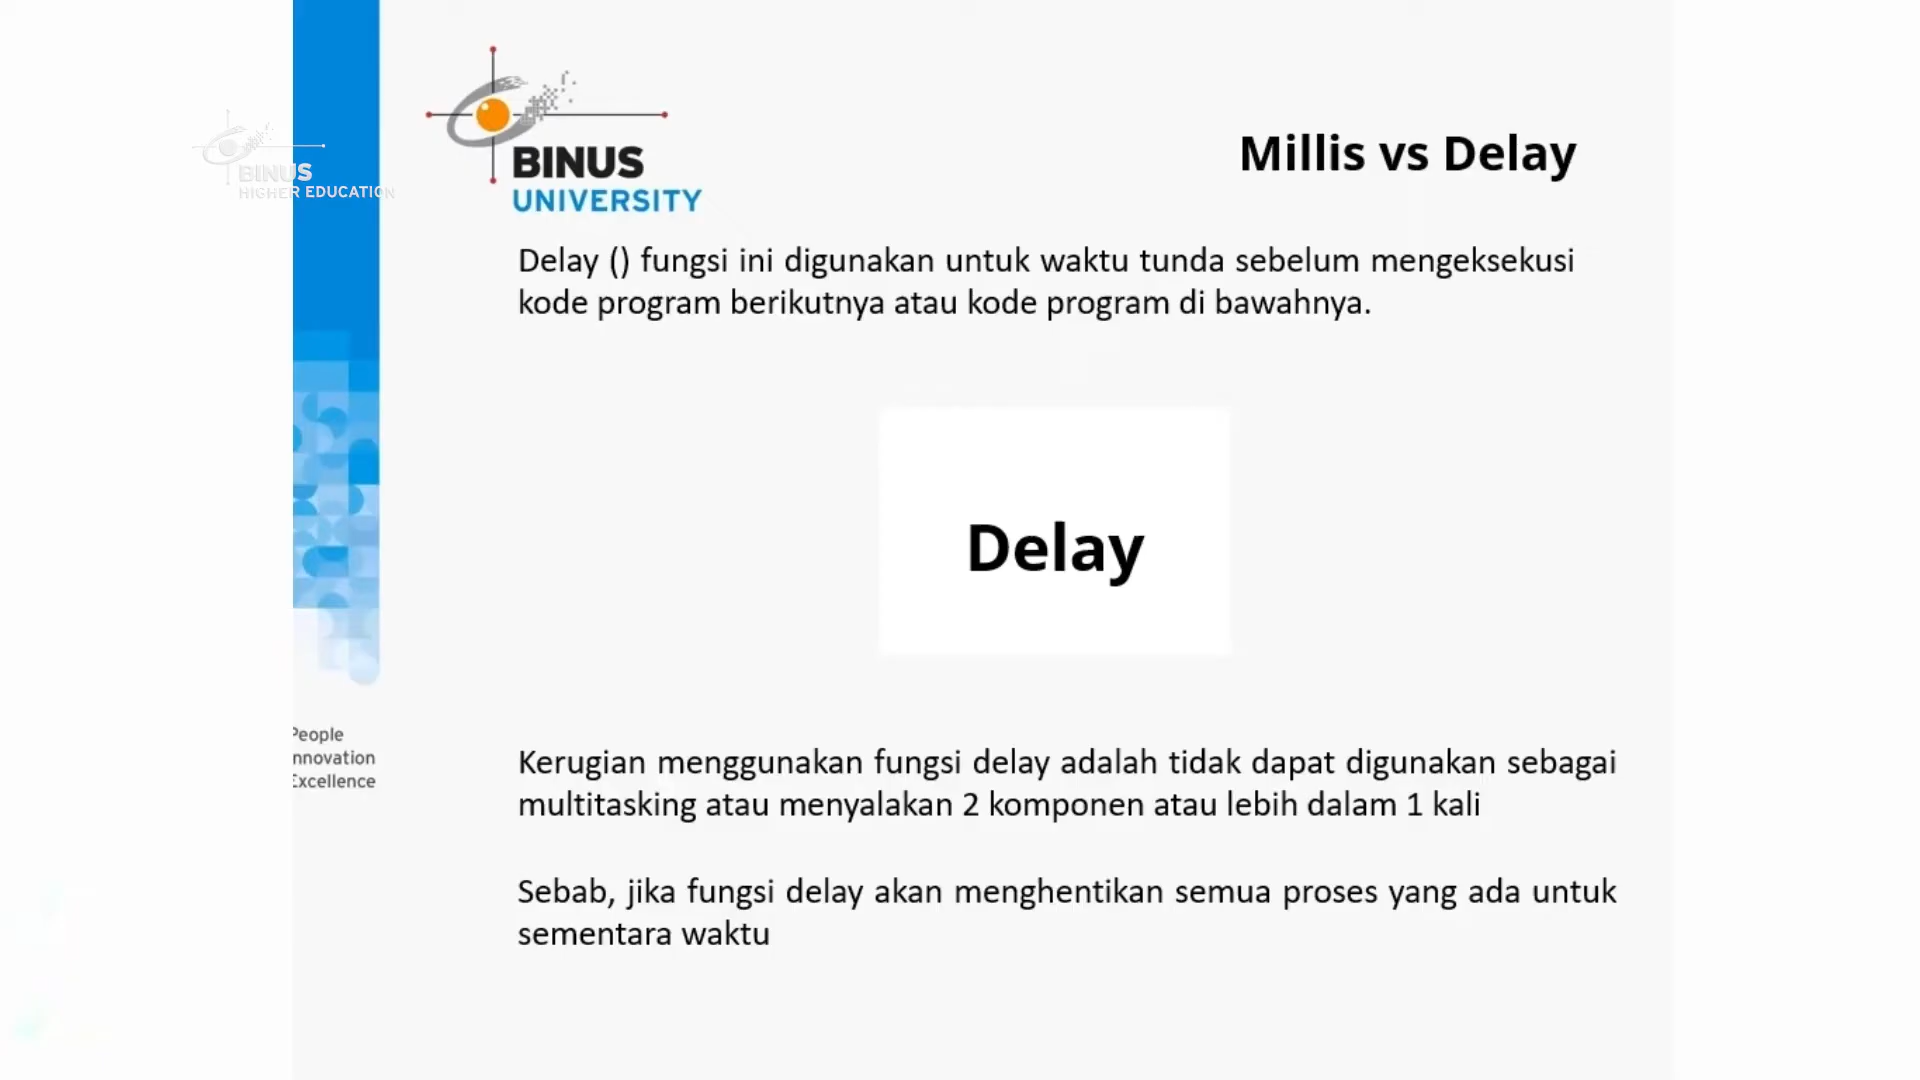 BINUS
HIGHER EDUCATION
BINUS
UNIVERSITY
Millis vs Delay
Delay () fungsi ini digunakan untuk waktu tunda sebelum mengeksekusi
kode program berikutnya atau kode program di bawahnya.
Delay
People
Innovation
Excellence
Kerugian menggunakan fungsi delay adalah tidak dapat digunakan sebagai
multitasking atau menyalakan 2 komponen atau lebih dalam 1 kali
Sebab, jika fungsi delay akan menghentikan semua proses yang ada untuk
sementara waktu